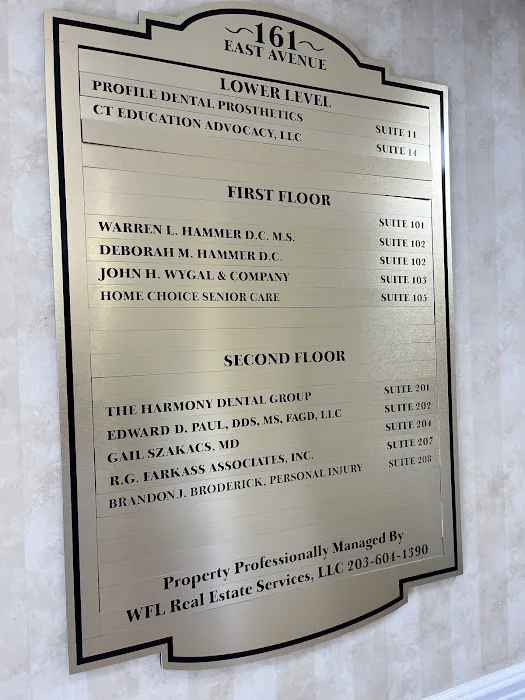 161
EAST AVENUE
LOWER LEVEL
PROFILE DENTAL PROSTHETICS
CT EDUCATION ADVOCACY, LLC
SUITE 11
SUITE 14
FIRST FLOOR
WARREN L. HAMMER D.C. M.S.
DEBORAH M. HAMMER D.C.
JOHN H. WYGAL & COMPANY
HOME CHOICE SENIOR CARE
SUITE 101
SUITE 102
SUITE 102
SUITE 103
SUITE 105
SECOND FLOOR
THE HARMONY DENTAL GROUP
EDWARD D. PAUL, DDS, MS, FAGD, LLC
GAIL SZAKACS, MD
R.G. FARKASS ASSOCIATES, INC.
BRANDON J. BRODERICK, PERSONAL INJURY
SUITE 201
SUITE 202
SUITE 204
SUITE 207
SUITE 208
Property Professionally Managed By
WFL Real Estate Services, LLC 203-604-1390